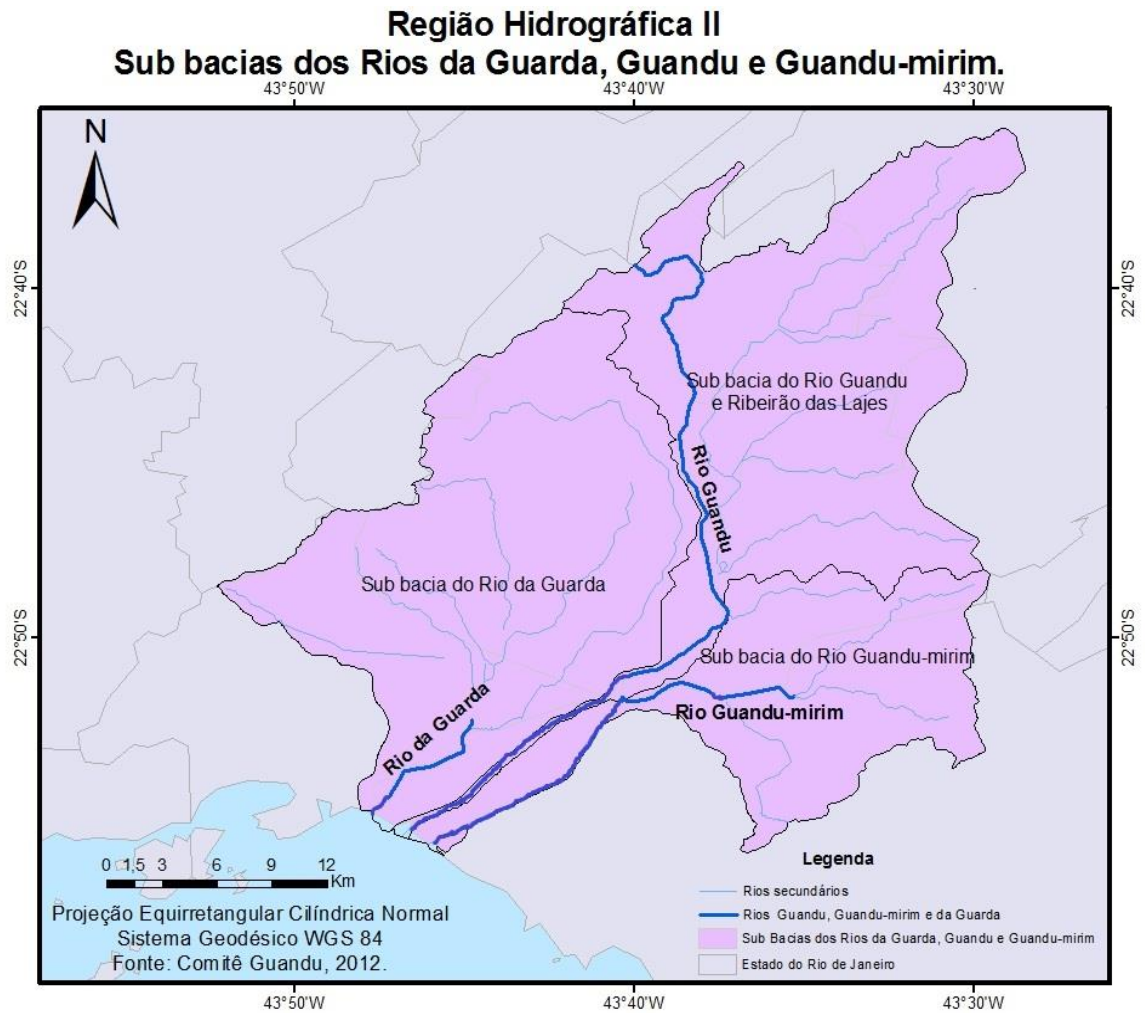 Região Hidrográfica II
Sub bacias dos Rios da Guarda, Guandu e Guandu-mirim.
43°50'W
43°40'W
43°30'W
N
22°40'S
22°40'S
Sub bacia do Rio Guandu
e Ribeirão das Lajes
Rio Guandu
Sub bacia do Rio da Guarda
22°50'S
22°50'S
Sub bacia do Rio Guandu-mirim
Rio da Guarda
Rio Guandu-mirim
0 1,5 3 6 9 12
Km
Projeção Equirretangular Cilíndrica Normal
Sistema Geodésico WGS 84
Fonte: Comitê Guandu, 2012.
Legenda
Rios secundários
Rios Guandu, Guandu-mirim e da Guarda
Sub Bacias dos Rios da Guarda, Guandu e Guandu-mirim
Estado do Rio de Janeiro
43°50'W
43°40'W
43°30'W